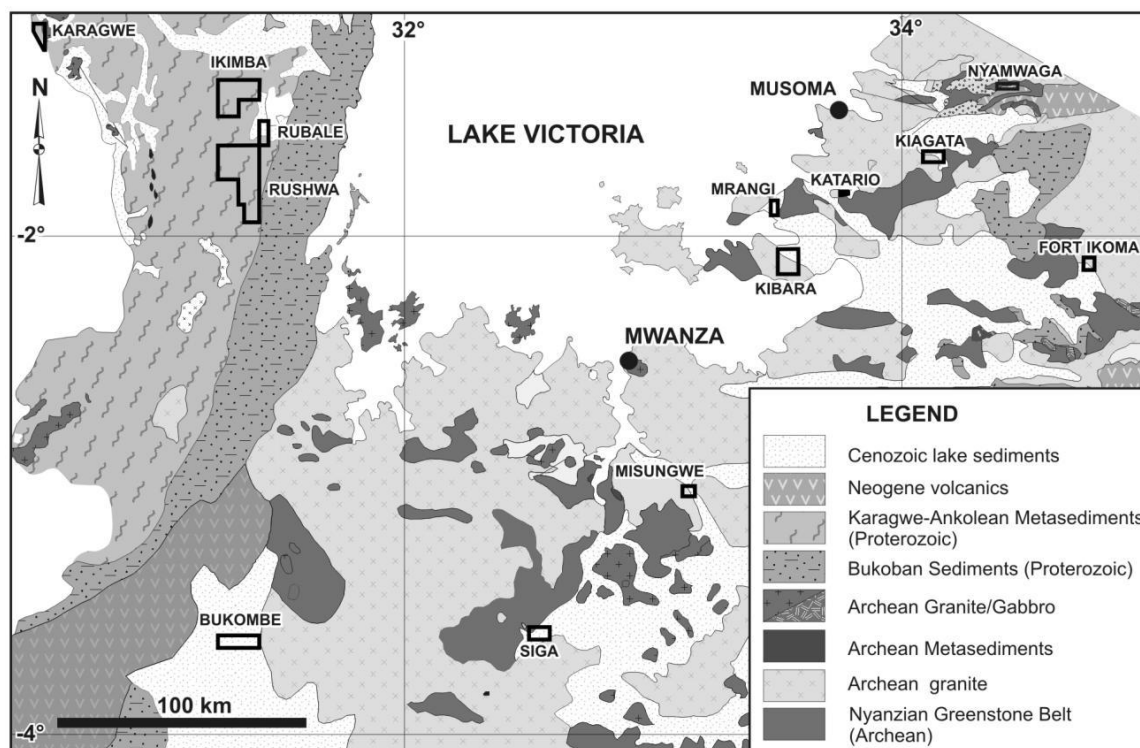 KARAGWE
32
34
N
IKIMBA
NYAMWAGA
MUSOMA
RUBALE
LAKE VICTORIA
KIAGATA
KATARIO
MRANGI
RUSHWA
-2°
FORT IKOMA
KIBARA
MWANZA
LEGEND
Cenozoic lake sediments
Neogene volcanics
Karagwe-Ankolean Metasediments
(Proterozoic)
Bukoban Sediments (Proterozoic)
Archean Granite/Gabbro
Archean Metasediments
Archean granite
Nyanzian Greenstone Belt
(Archean)
MISUNGWE
BUKOMBE
SIGA
100 km
-4°